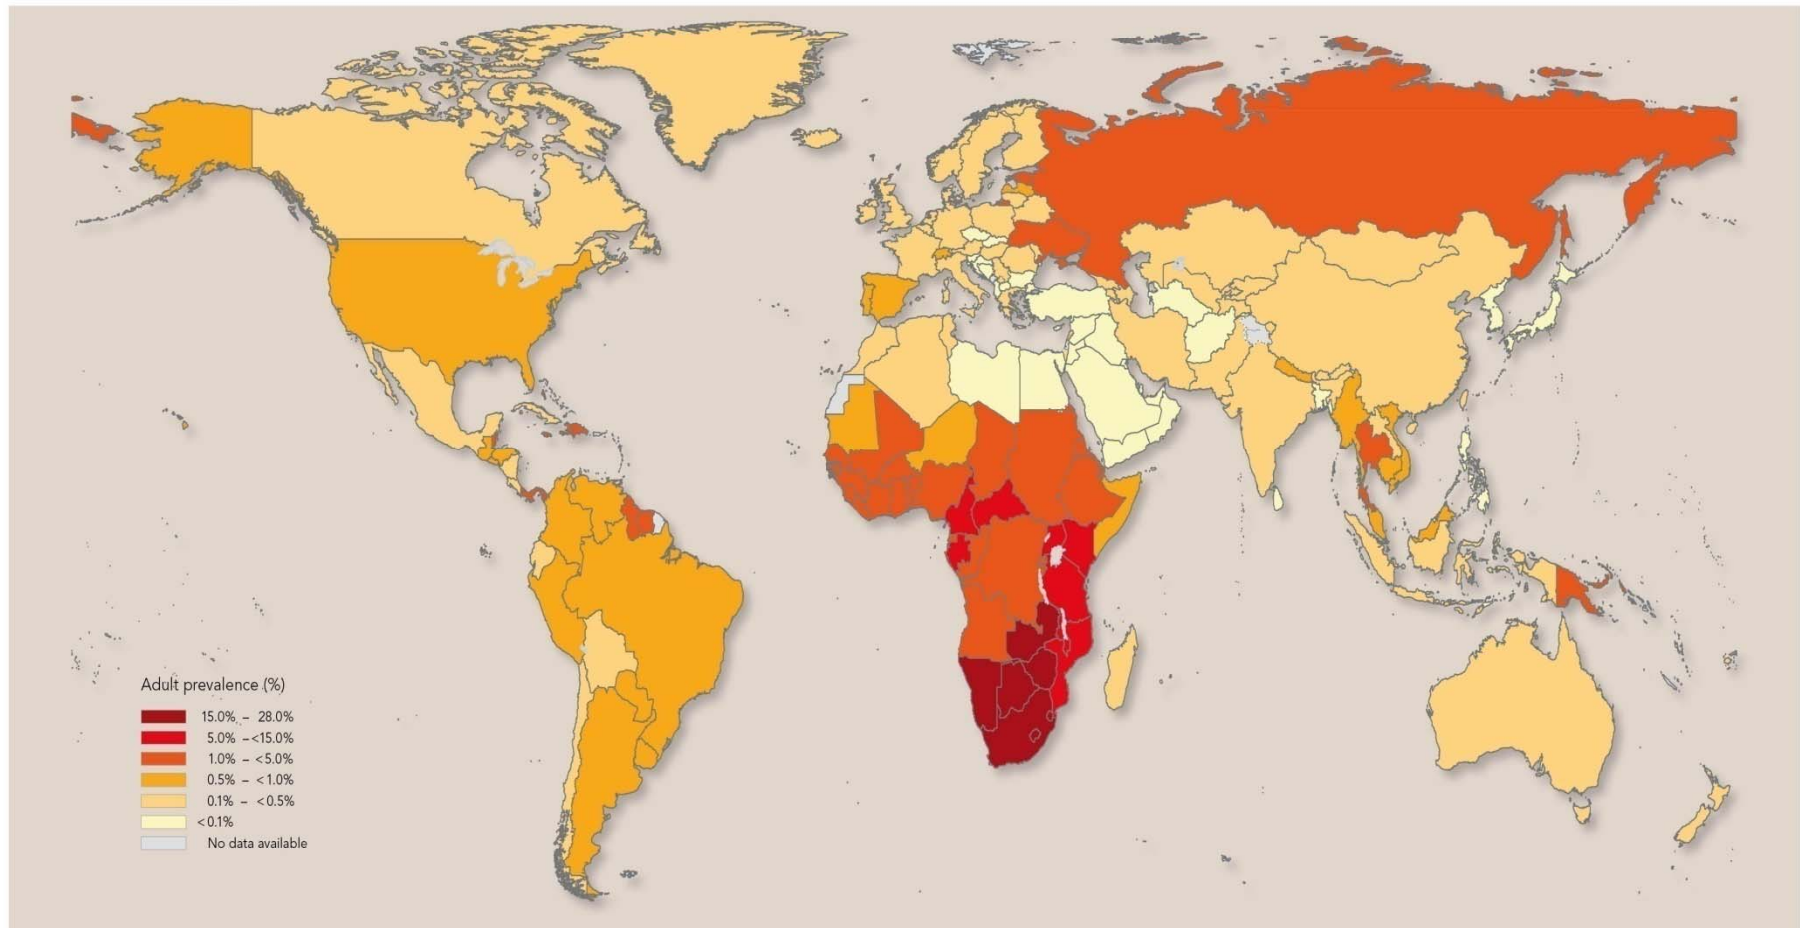 Adult prevalence (%)
15.0% – 28.0%
5.0% –<15.0%
1.0% – <5.0%
0.5% – <1.0%
0.1% – <0.5%
<0.1%
No data available